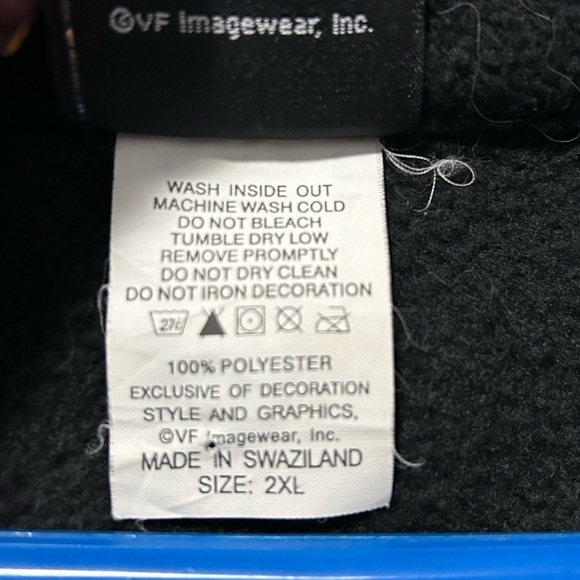 ©VF Imagewear, Inc.
WASH INSIDE OUT
MACHINE WASH COLD
DO NOT BLEACH
TUMBLE DRY LOW
REMOVE PROMPTLY
DO NOT DRY CLEAN
DO NOT IRON DECORATION
27c
100% POLYESTER
EXCLUSIVE OF DECORATION
STYLE AND GRAPHICS,
©VF Imagewear, Inc.
MADE IN SWAZILAND
SIZE: 2XL